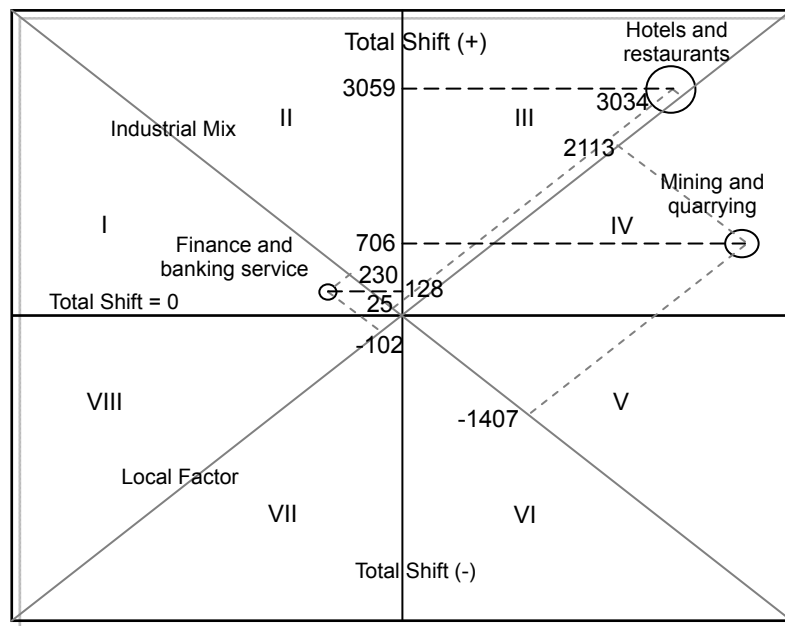 Hotels and
restaurants
Total Shift (+)
3059
3034
II
III
Industrial Mix
2113
Mining and
quarrying
I
IV
Finance and
banking service
706
230
128
25
Total Shift = 0
-102
VIII
V
-1407
Local Factor
VII
VI
Total Shift (-)